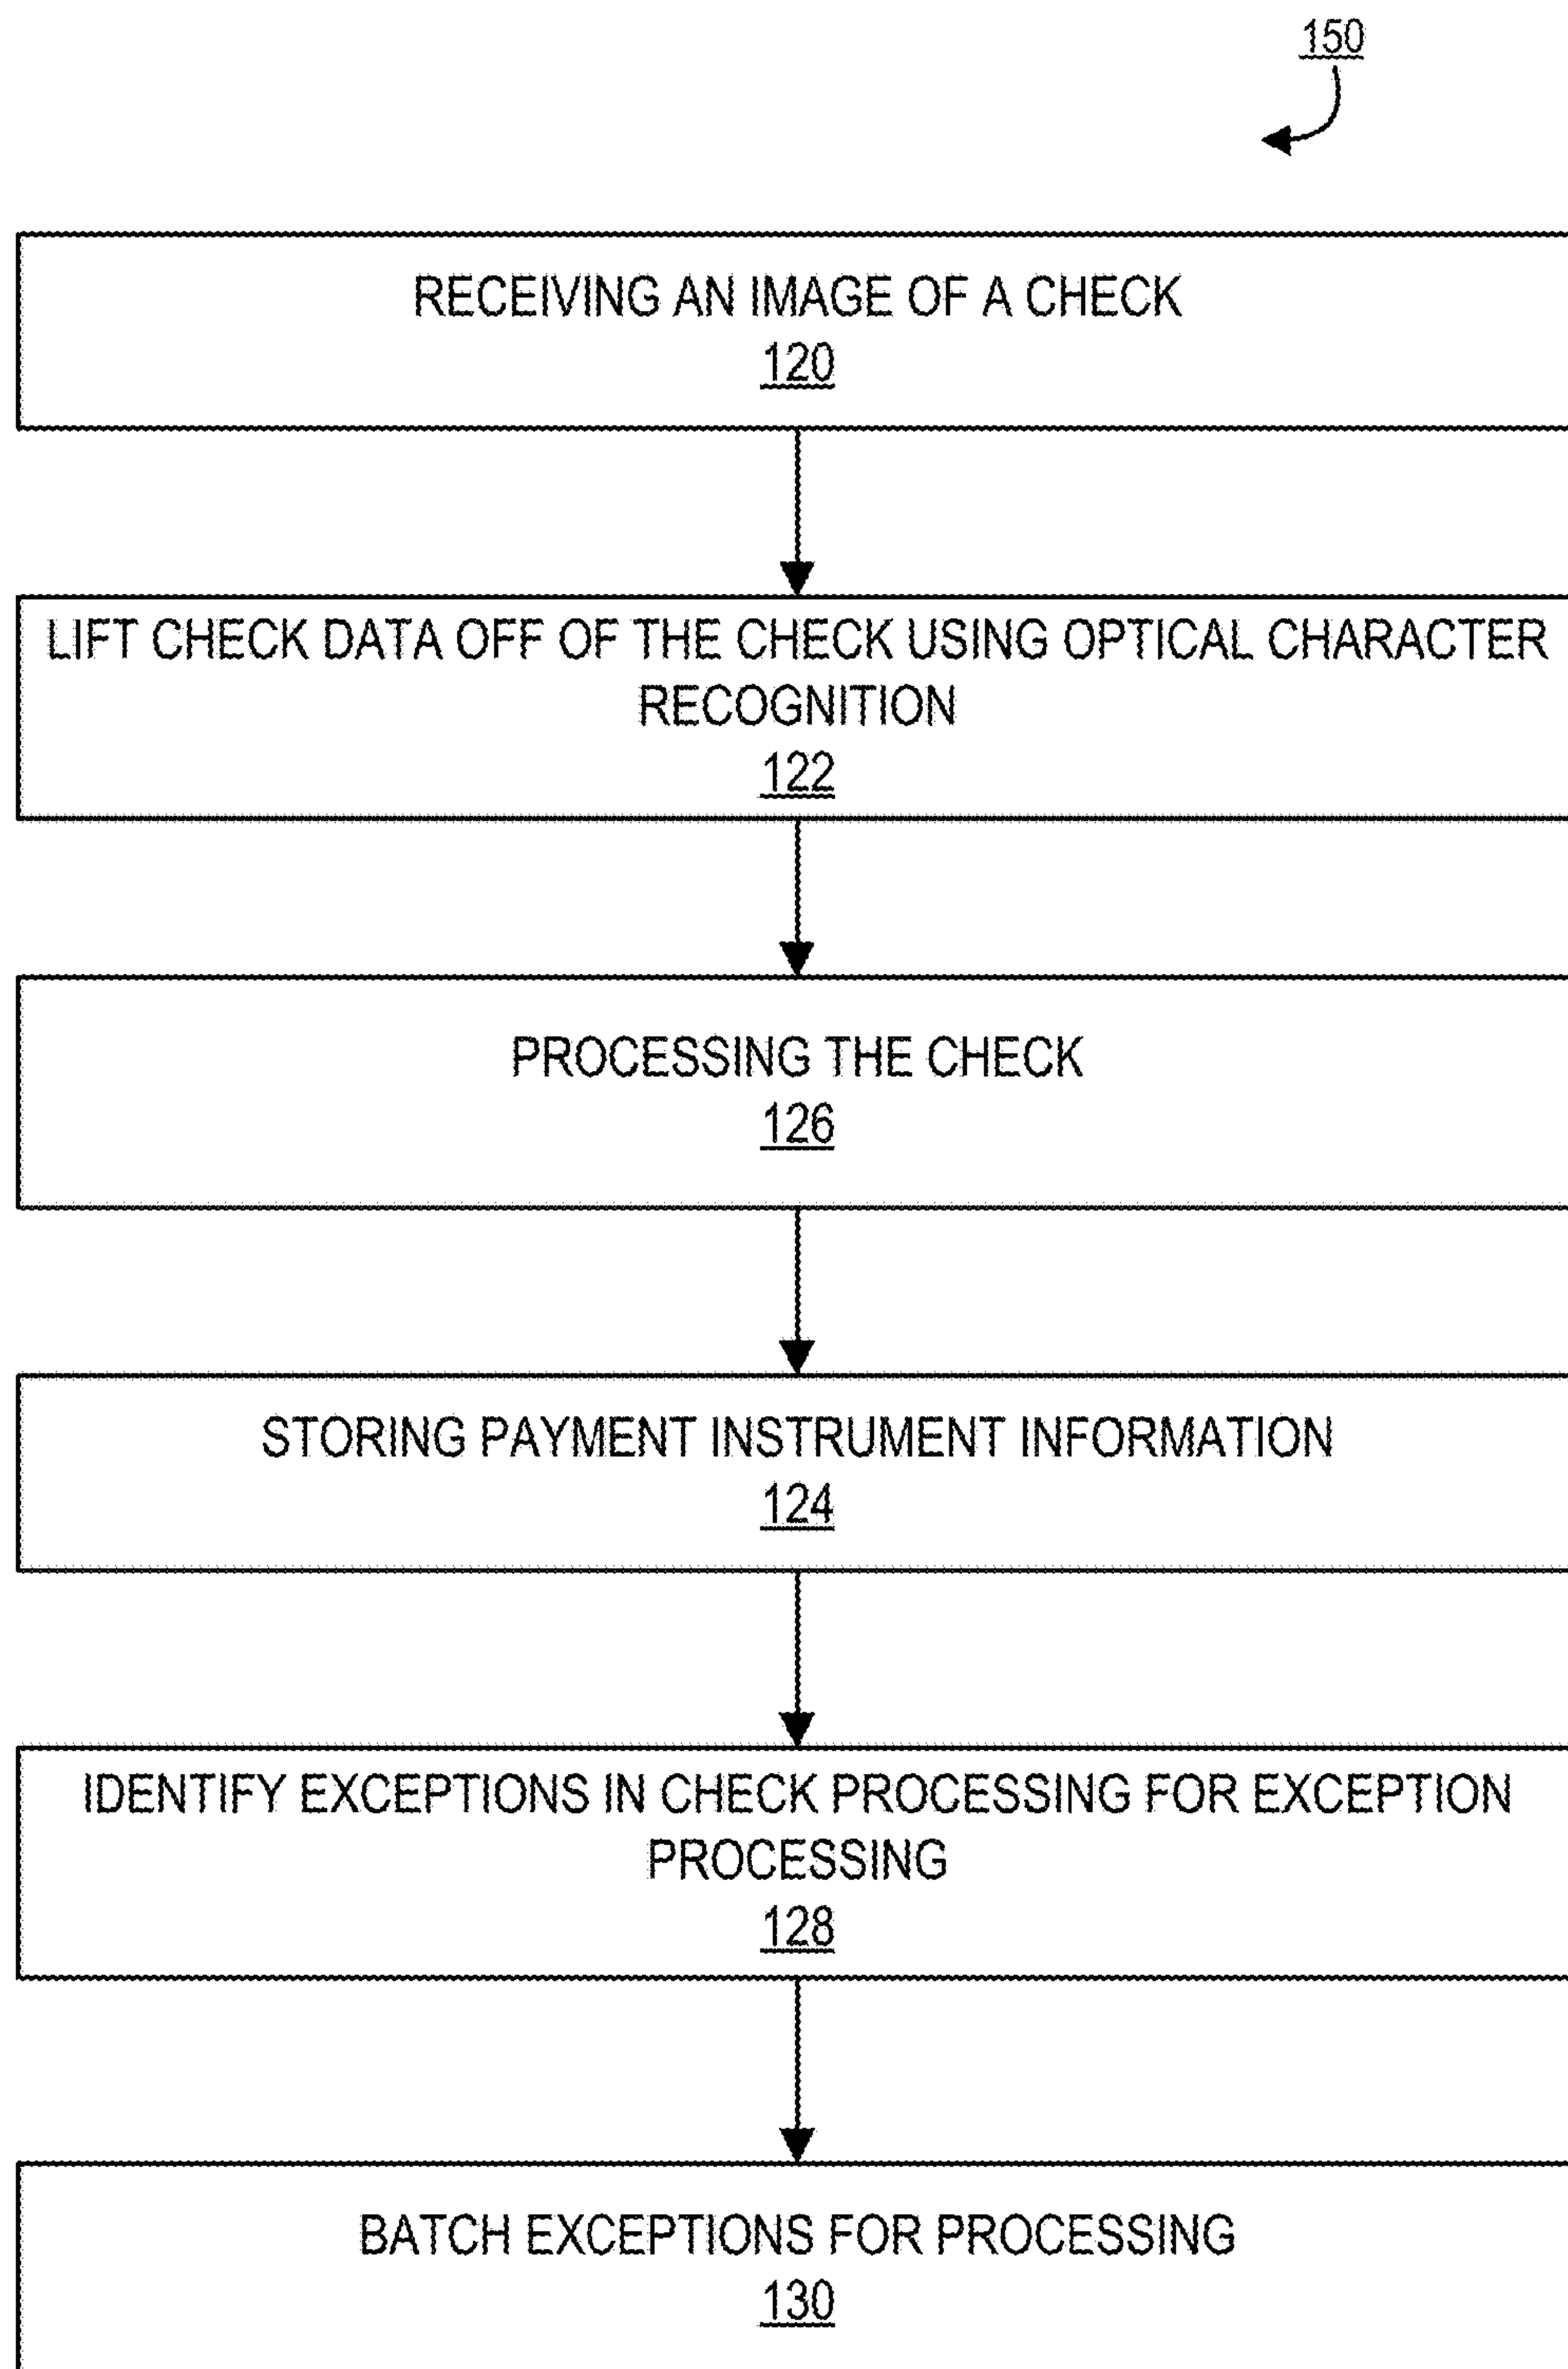 150
RECEIVING AN IMAGE OF A CHECK
120
LIFT CHECK DATA OFF OF THE CHECK USING OPTICAL CHARACTER
RECOGNITION
122
PROCESSING THE CHECK
126
STORING PAYMENT INSTRUMENT INFORMATION
124
IDENTIFY EXCEPTIONS IN CHECK PROCESSING FOR EXCEPTION
PROCESSING
128
BATCH EXCEPTIONS FOR PROCESSING
130